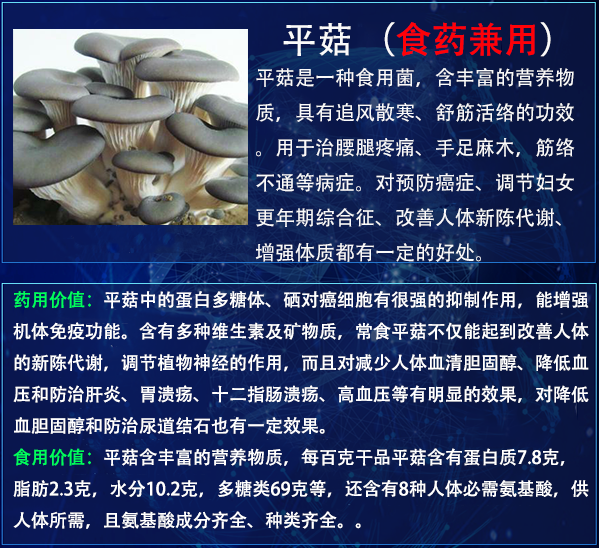 平菇（食药兼用）
平菇是一种食用菌，含丰富的营养物
质，具有追风散寒、舒筋活络的功效
。用于治腰腿疼痛、手足麻木，筋络
不通等病症。对预防癌症、调节妇女
更年期综合征、改善人体新陈代谢、
增强体质都有一定的好处。
药用价值：平菇中的蛋白多糖体、硒对癌细胞有很强的抑制作用，能增强
机体免疫功能。含有多种维生素及矿物质，常食平菇不仅能起到改善人体
的新陈代谢，调节植物神经的作用，而且对减少人体血清胆固醇、降低血
压和防治肝炎、胃溃疡、十二指肠溃疡、高血压等有明显的效果，对降低
血胆固醇和防治尿道结石也有一定效果。
食用价值：平菇含丰富的营养物质，每百克干品平菇含有蛋白质7.8克，
脂肪2.3克，水分10.2克，多糖类69克等，还含有8种人体必需氨基酸，供
人体所需，且氨基酸成分齐全、种类齐全。。